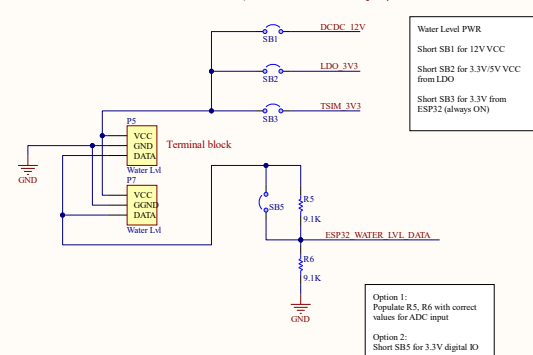 DCDC_12V
SB1
LDO_3V3
SB2
TSIM_3V3
SB3
Water Level PWR
Short SB1 for 12V VCC
Short SB2 for 3.3V/5V VCC
from LDO
Short SB3 for 3.3V from
ESP32 (always ON)
P5
VCC
GND
DATA
Water Lvl
Terminal block
GND
P7
VCC
GGND
DATA
Water Lvl
SB5
R5
9.1K
ESP32_WATER_LVL_DATA
R6
9.1K
GND
Option 1:
Populate R5, R6 with correct
values for ADC input
Option 2:
Short SB5 for 3.3V digital IO